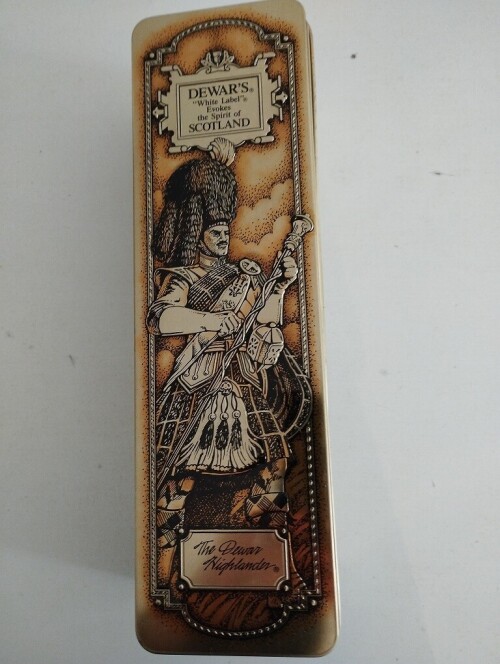 DEWAR'S®
"White Label"®
Evokes
the Spirit of
SCOTLAND
The Dewar
Highlander®